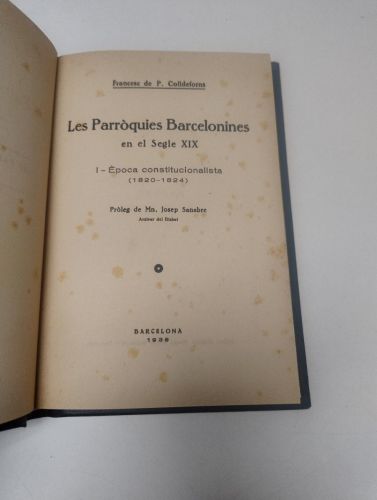 Francesc de P. Colldeforns
Les Parròquies Barcelonines
en el Segle XIX
I - Època constitucionalista
(1820-1824)
Pròleg de Mn. Josep Sanabre
Arxiver del Bisbat
BARCELONA
1936